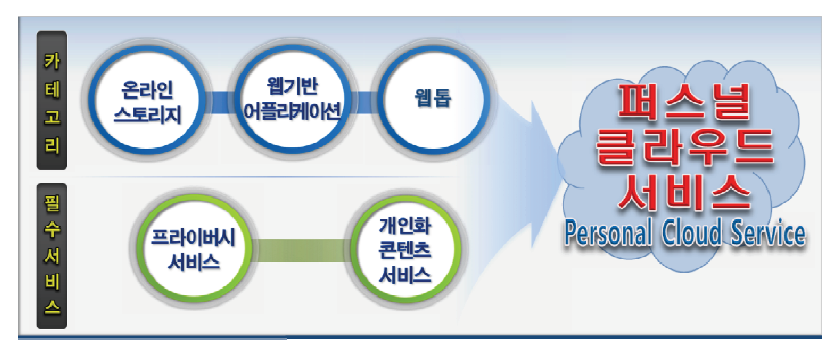 카테고리
온라인
스토리지
웹기반
어플리케이션
웹톱
필수서비스
프라이버시
서비스
개인화
콘텐츠
서비스
퍼스널
클라우드
서비스
Personal Cloud Service